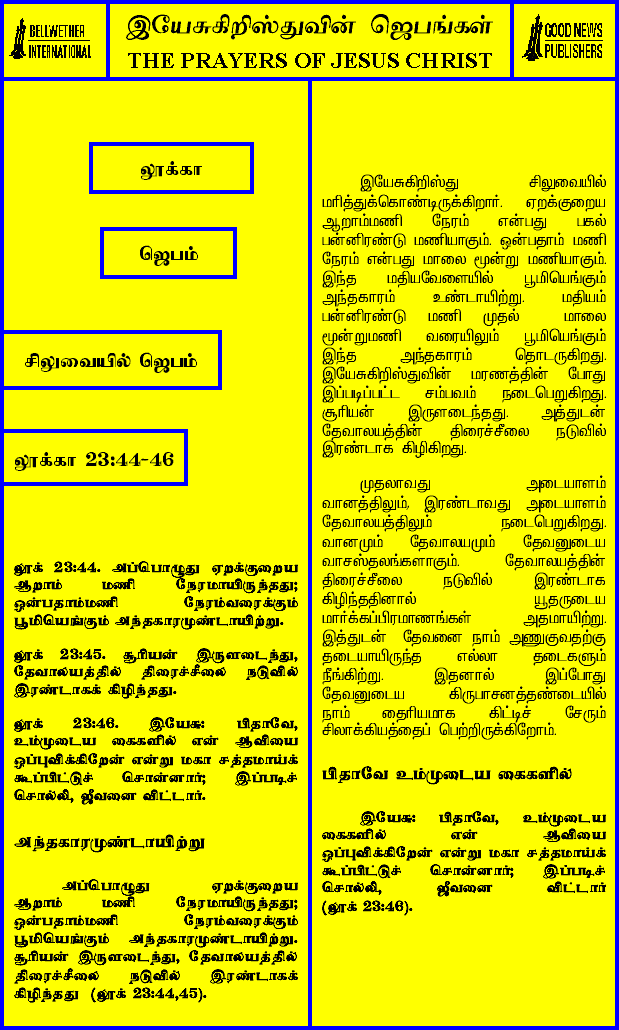 BELLWETHER
INTERNATIONAL
இயேசுகிறிஸ்துவின் ஜெபங்கள்
THE PRAYERS OF JESUS CHRIST
GOOD NEWS
PUBLISHERS
லூக்கா
ஜெபம்
சிலுவையில் ஜெபம்
லூக்கா 23:44-46
லூக் 23:44. அப்பொழுது ஏறக்குறைய
ஆறாம் மணி நேரமாயிருந்தது;
ஒன்பதாம்மணி நேரம்வரைக்கும்
பூமியெங்கும் அந்தகாரமுண்டாயிற்று.
லூக் 23:45. சூரியன் இருளடைந்து,
தேவாலயத்தில் திரைச்சீலை நடுவில்
இரண்டாகக் கிழிந்தது.
லூக் 23:46. இயேசு: பிதாவே,
உம்முடைய கைகளில் என் ஆவியை
ஒப்புவிக்கிறேன் என்று மகா சத்தமாய்க்
கூப்பிட்டுச் சொன்னார்; இப்படிச்
சொல்லி, ஜீவனை விட்டார்.
அந்தகாரமுண்டாயிற்று
அப்பொழுது ஏறக்குறைய
ஆறாம் மணி நேரமாயிருந்தது;
ஒன்பதாம்மணி நேரம்வரைக்கும்
பூமியெங்கும் அந்தகாரமுண்டாயிற்று.
சூரியன் இருளடைந்து, தேவாலயத்தில்
திரைச்சீலை நடுவில் இரண்டாகக்
கிழிந்தது (லூக் 23:44,45).
இயேசுகிறிஸ்து சிலுவையில்
மரித்துக்கொண்டிருக்கிறார். ஏறக்குறைய
ஆறாம்மணி நேரம் என்பது பகல்
பன்னிரண்டு மணியாகும். ஒன்பதாம் மணி
நேரம் என்பது மாலை மூன்று மணியாகும்.
இந்த மதியவேளையில் பூமியெங்கும்
அந்தகாரம் உண்டாயிற்று. மதியம்
பன்னிரண்டு மணி முதல் மாலை
மூன்றுமணி வரையிலும் பூமியெங்கும்
இந்த அந்தகாரம் தொடருகிறது.
இயேசுகிறிஸ்துவின் மரணத்தின் போது
இப்படிப்பட்ட சம்பவம் நடைபெறுகிறது.
சூரியன் இருளடைந்தது. அத்துடன்
தேவாலயத்தின் திரைச்சீலை நடுவில்
இரண்டாக கிழிகிறது.
முதலாவது அடையாளம்
வானத்திலும், இரண்டாவது அடையாளம்
தேவாலயத்திலும் நடைபெறுகிறது.
வானமும் தேவாலயமும் தேவனுடைய
வாசஸ்தலங்களாகும். தேவாலயத்தின்
திரைச்சீலை நடுவில் இரண்டாக
கிழிந்ததினால் யூதருடைய
மார்க்கப்பிரமாணங்கள் அதமாயிற்று.
இத்துடன் தேவனை நாம் அணுகுவதற்கு
தடையாயிருந்த எல்லா தடைகளும்
நீங்கிற்று. இதனால் இப்போது
தேவனுடைய கிருபாசனத்தண்டையில்
நாம் தைரியமாக கிட்டிச் சேரும்
சிலாக்கியத்தைப் பெற்றிருக்கிறோம்.
பிதாவே உம்முடைய கைகளில்
இயேசு: பிதாவே, உம்முடைய
கைகளில் என் ஆவியை
ஒப்புவிக்கிறேன் என்று மகா சத்தமாய்க்
கூப்பிட்டுச் சொன்னார்; இப்படிச்
சொல்லி, ஜீவனை விட்டார்
(லூக் 23:46).